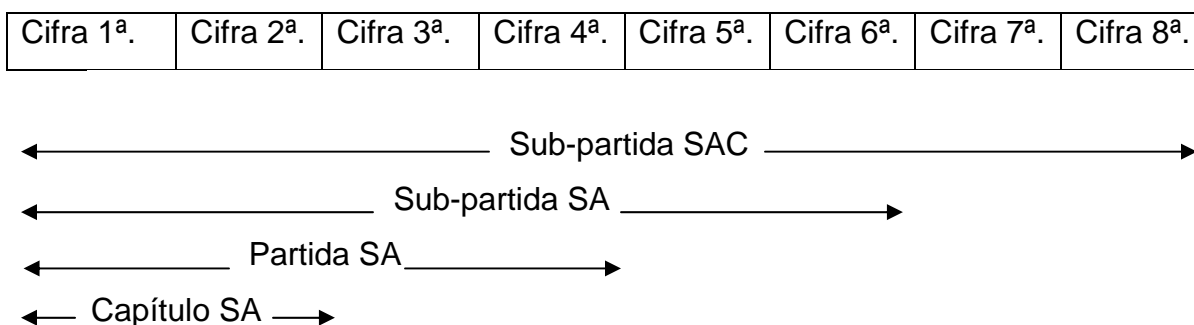 Cifra 1ª. Cifra 2ª. Cifra 3ª. Cifra 4ª. Cifra 5ª. Cifra 6ª. Cifra 7ª. Cifra 8ª.
Sub-partida SAC
Sub-partida SA
Partida SA
Capítulo SA